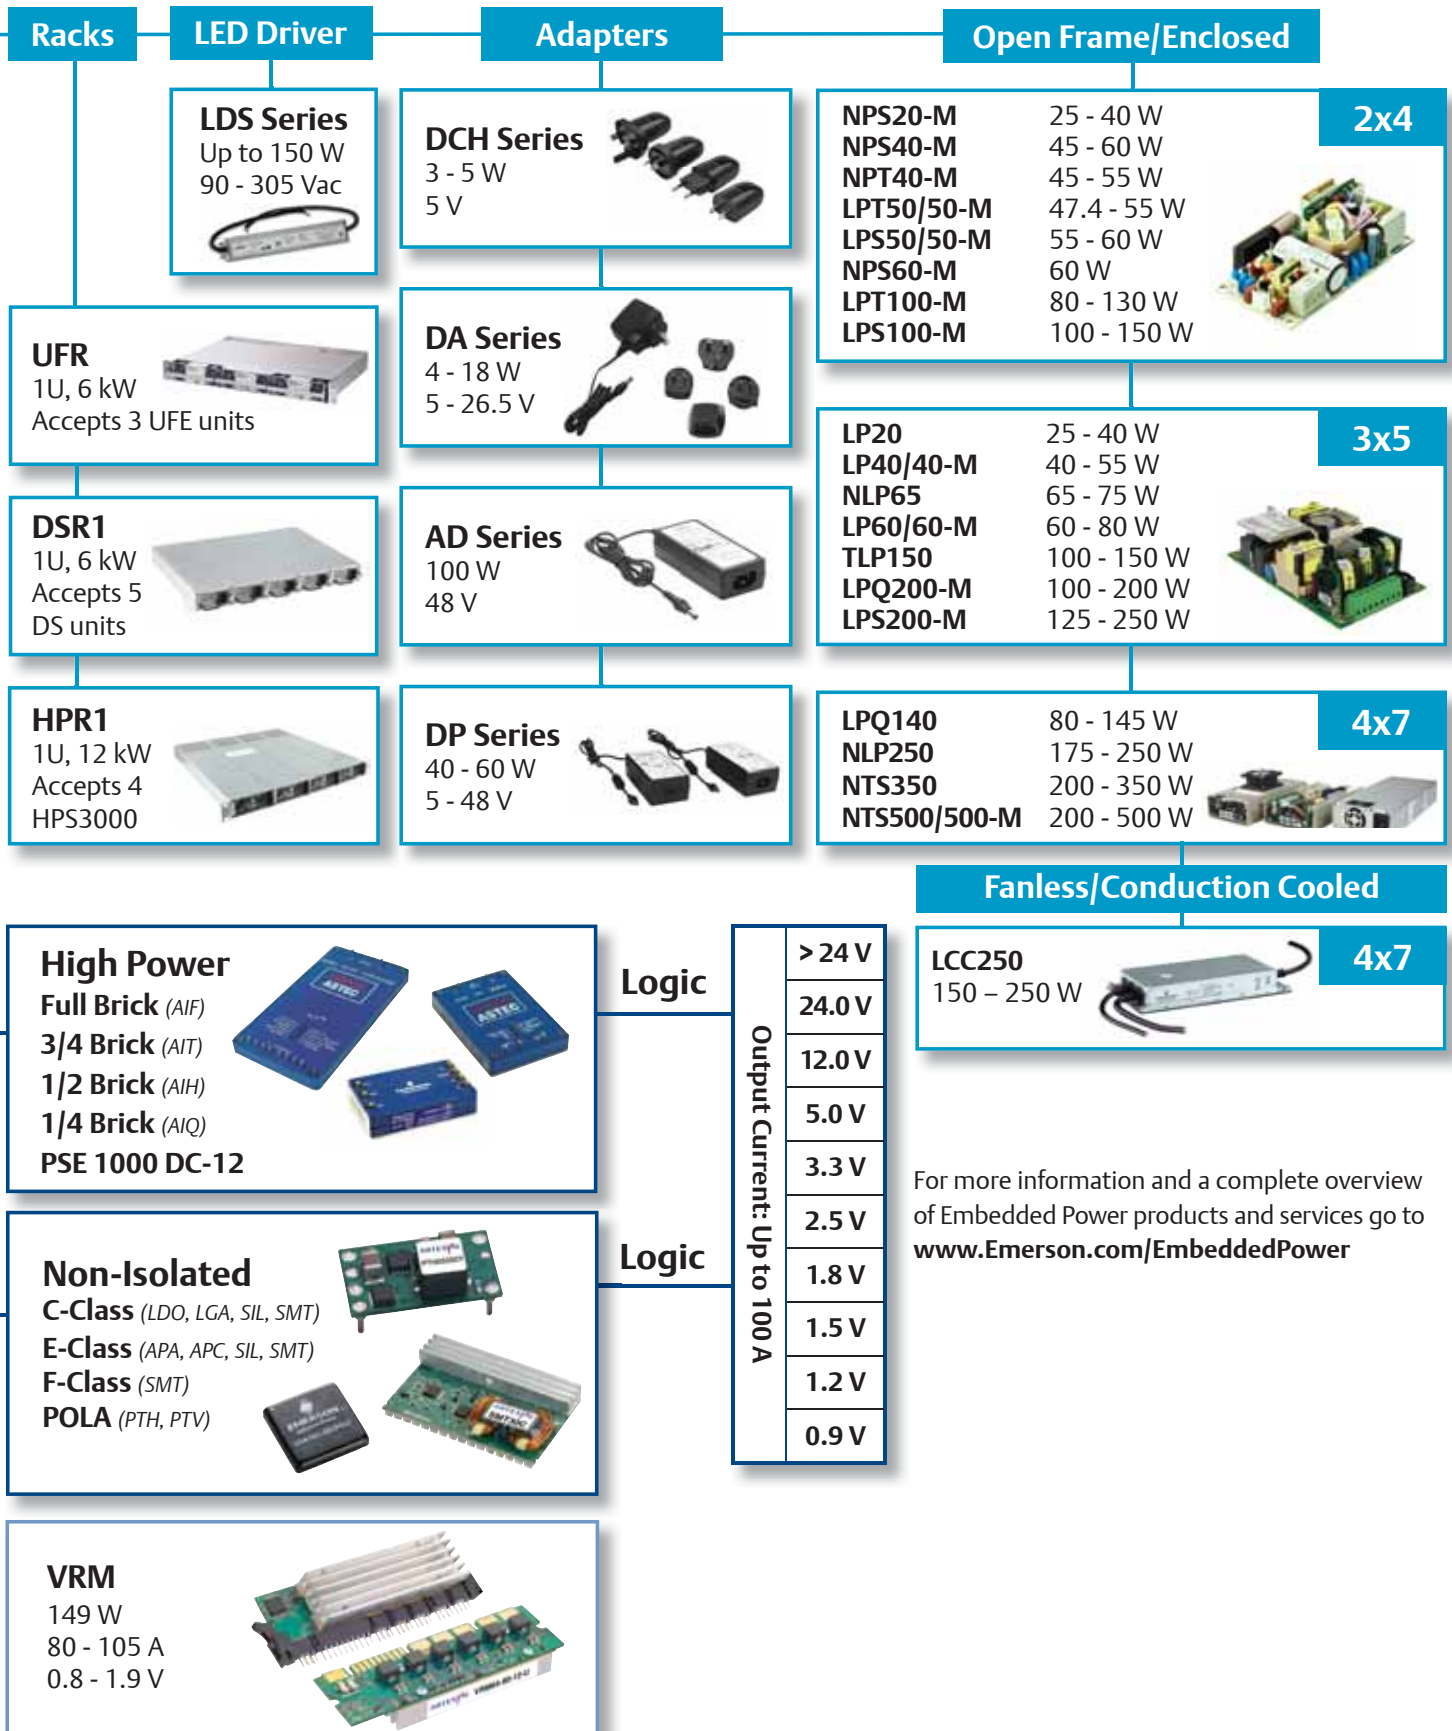 Racks
LED Driver
Adapters
Open Frame/Enclosed
LDS Series
Up to 150 W
90 - 305 Vac
UFR
1U, 6 kW
Accepts 3 UFE units
DSR1
1U, 6 kW
Accepts 5
DS units
HPR1
1U, 12 kW
Accepts 4
HPS3000
DCH Series
3 - 5 W
5 V
DA Series
4 - 18 W
5 - 26.5 V
AD Series
100 W
48 V
DP Series
40 - 60 W
5 - 48 V
2x4
NPS20-M 25 - 40 W
NPS40-M 45 - 60 W
NPT40-M 45 - 55 W
LPT50/50-M 47.4 - 55 W
LPS50/50-M 55 - 60 W
NPS60-M 60 W
LPT100-M 80 - 130 W
LPS100-M 100 - 150 W
3x5
LP20 25 - 40 W
LP40/40-M 40 - 55 W
NLP65 65 - 75 W
LP60/60-M 60 - 80 W
TLP150 100 - 150 W
LPQ200-M 100 - 200 W
LPS200-M 125 - 250 W
4x7
LPQ140 80 - 145 W
NLP250 175 - 250 W
NTS350 200 - 350 W
NTS500/500-M 200 - 500 W
Fanless/Conduction Cooled
4x7
LCC250
150 – 250 W
High Power
Full Brick (AIF)
3/4 Brick (AIT)
1/2 Brick (AIH)
1/4 Brick (AIQ)
PSE 1000 DC-12
ASTEC
ASTEC
Logic
Non-Isolated
C-Class (LDO, LGA, SIL, SMT)
E-Class (APA, APC, SIL, SMT)
F-Class (SMT)
POLA (PTH, PTV)
EMERSON
Logic
Output Current: Up to 100 A
> 24 V
24.0 V
12.0 V
5.0 V
3.3 V
2.5 V
1.8 V
1.5 V
1.2 V
0.9 V
VRM
149 W
80 - 105 A
0.8 - 1.9 V
For more information and a complete overview
of Embedded Power products and services go to
www.Emerson.com/EmbeddedPower